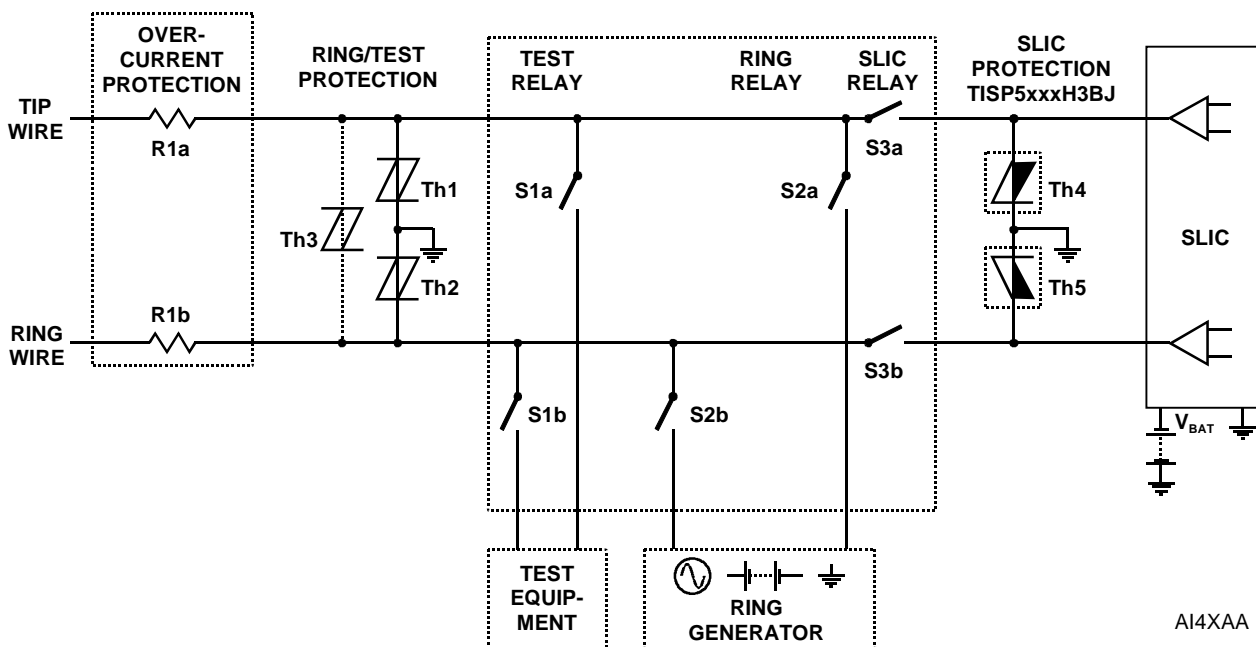 OVER-
CURRENT
PROTECTION
RING/TEST
PROTECTION
TEST
RELAY
RING
RELAY
SLIC
RELAY
SLIC
PROTECTION
TISP5xxxH3BJ
TIP
WIRE
R1a
S3a
Th1
S1a
S2a
Th4
Th3
SLIC
Th2
Th5
R1b
RING
WIRE
S3b
S1b
S2b
VBAT
TEST
EQUIP-
MENT
RING
GENERATOR
AI4XAA